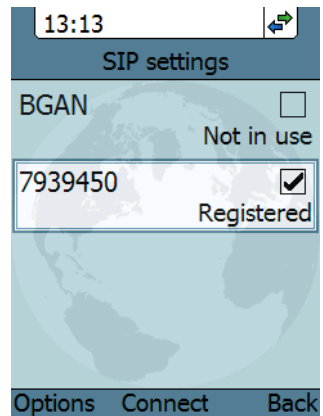 13:13
SIP settings
BGAN
Not in use
7939450
Registered
Options Connect Back